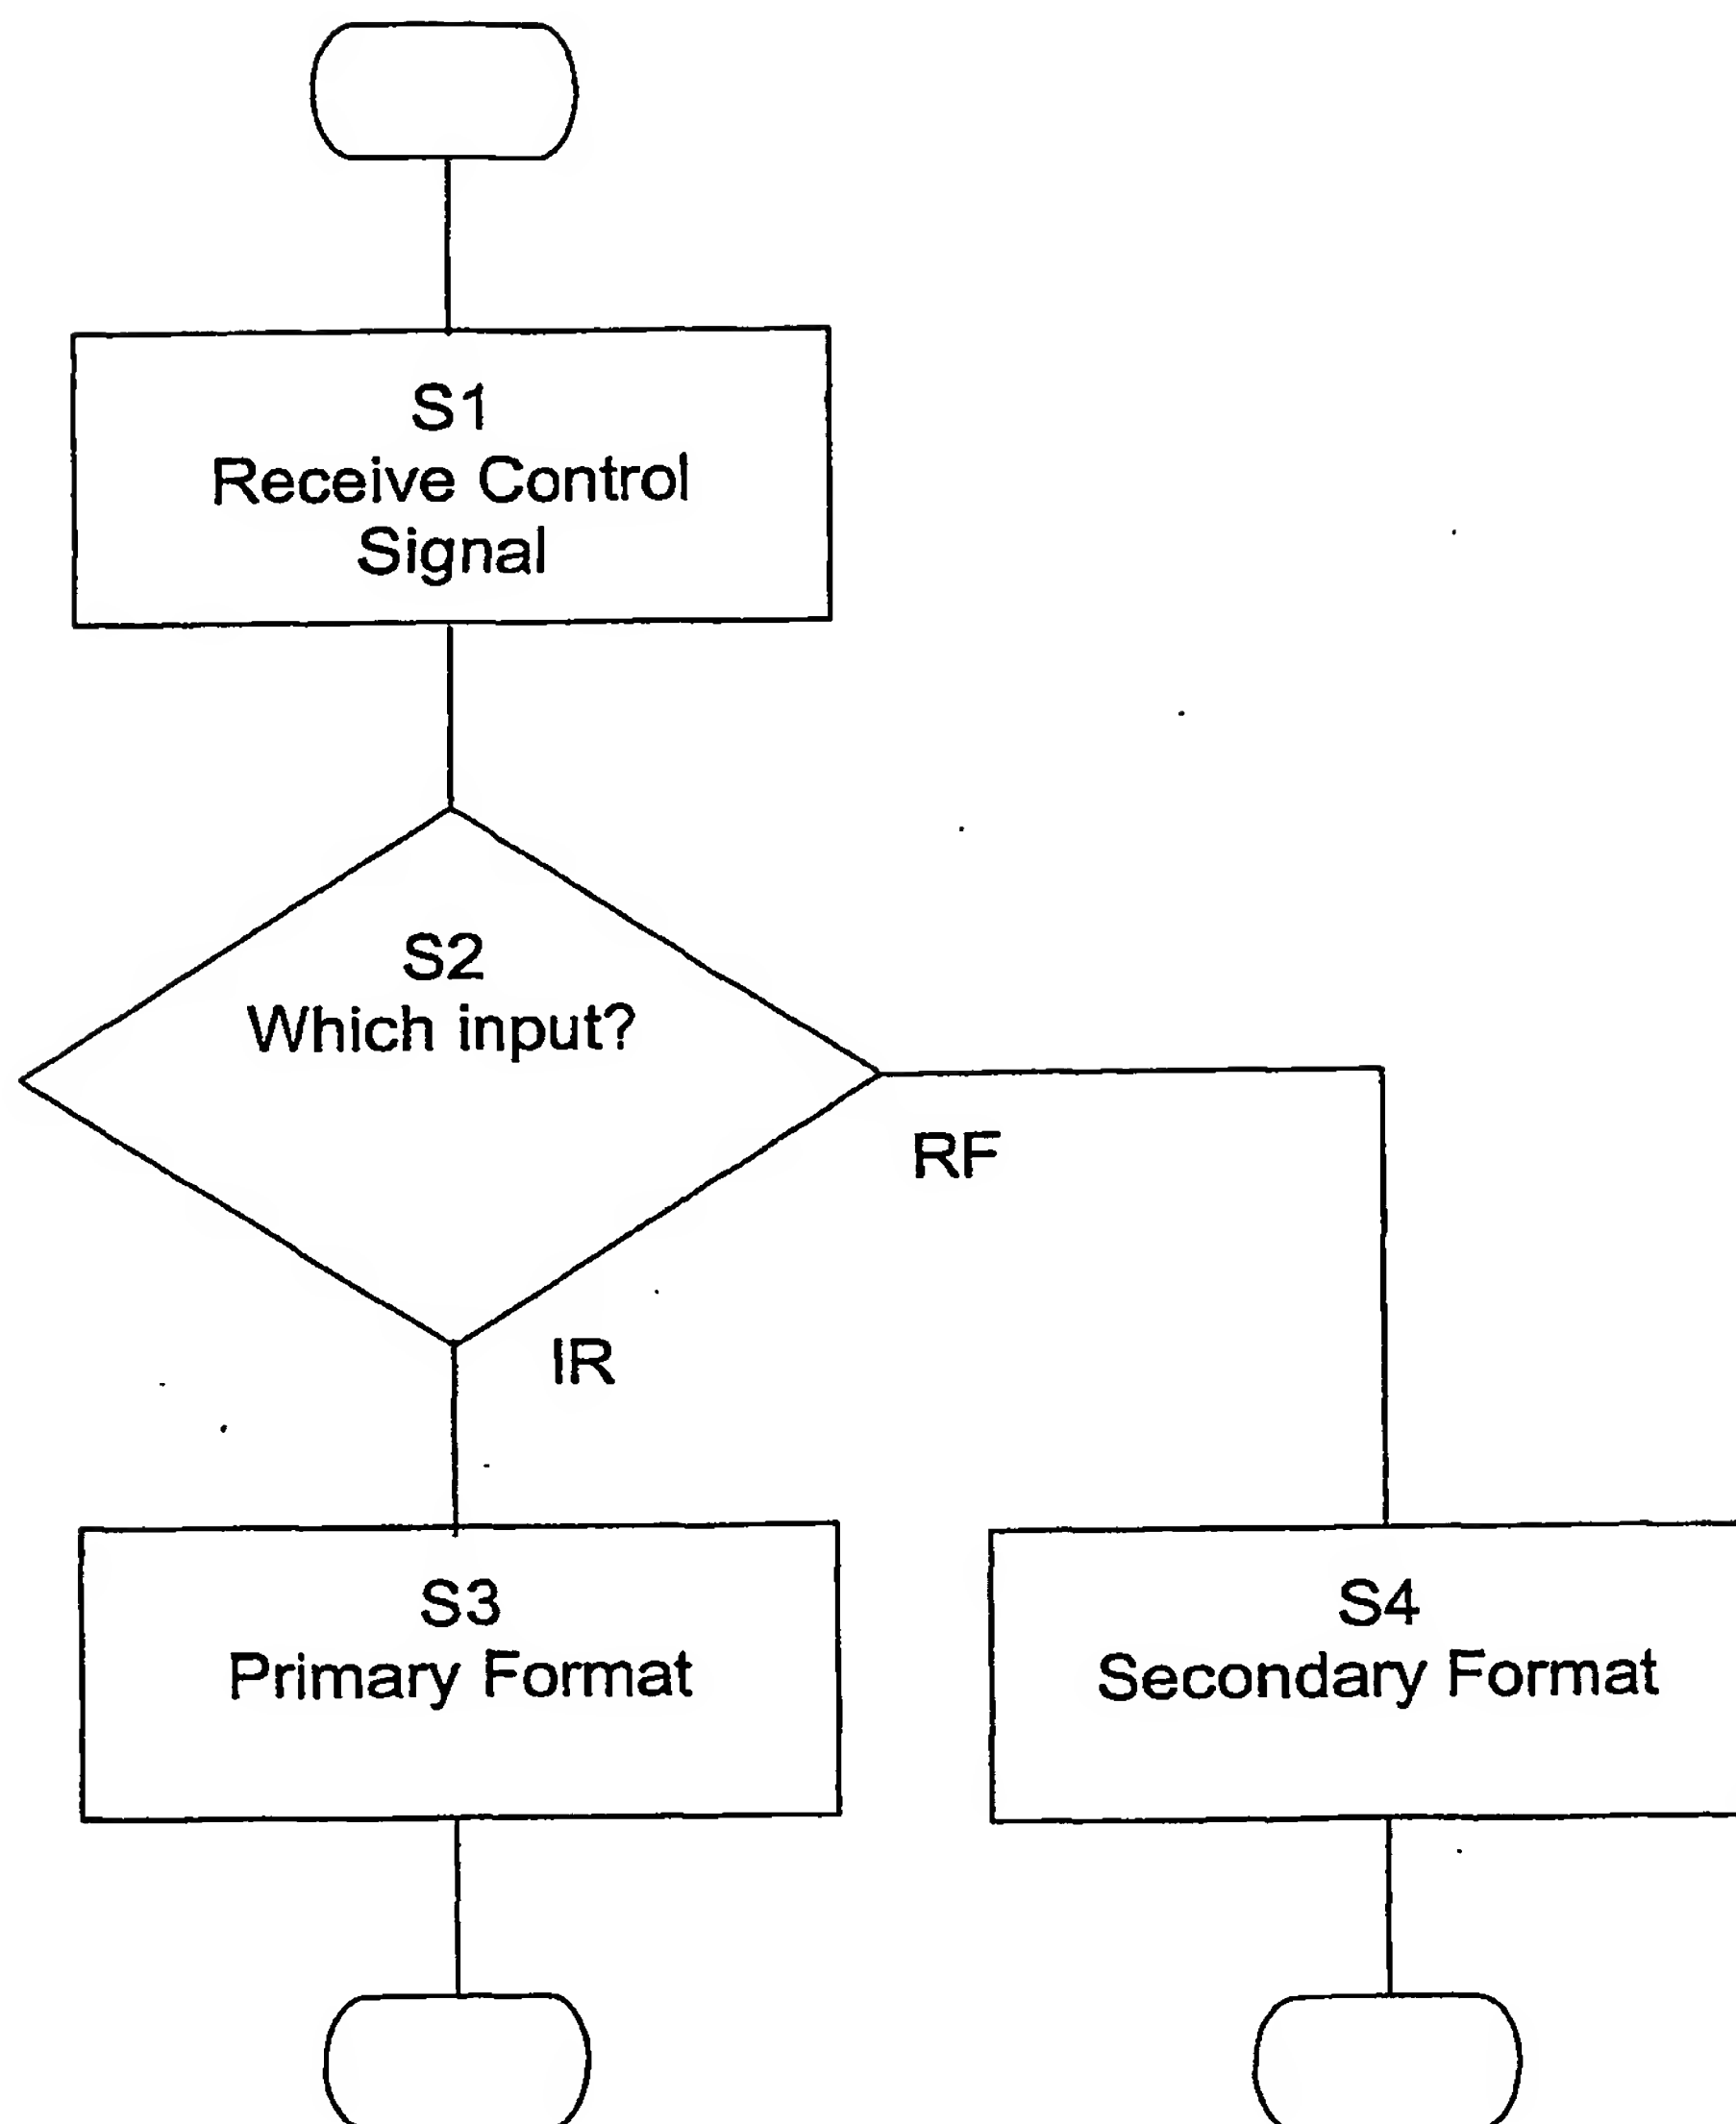 S1
Receive Control
Signal
S2
Which input?
RF
IR
S3
Primary Format
S4
Secondary Format